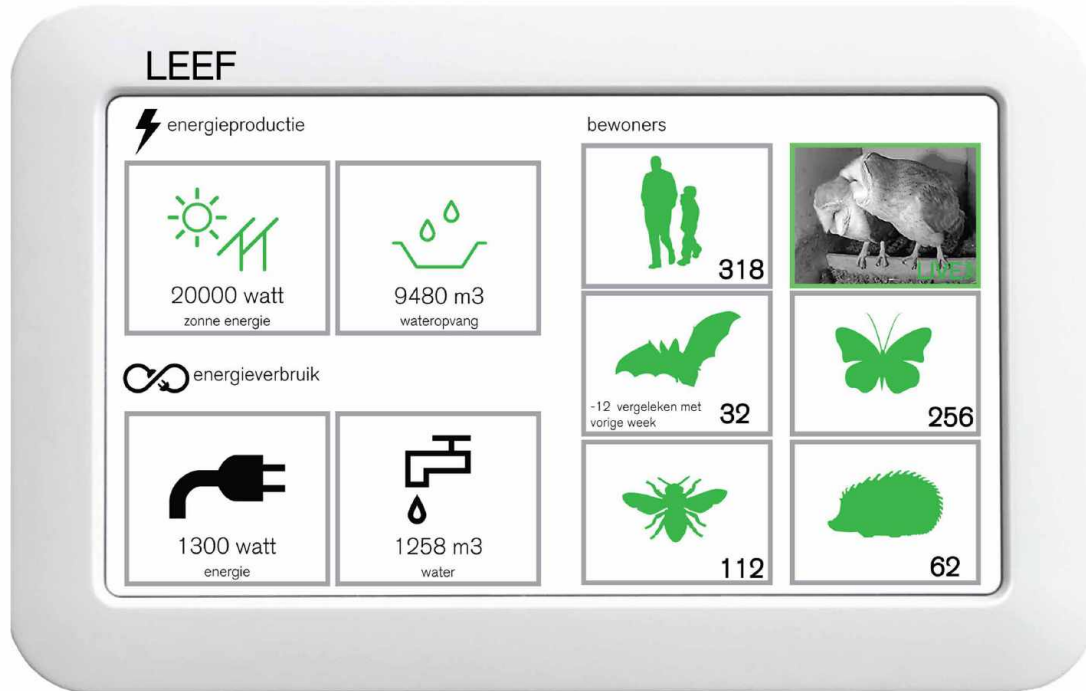 LEEF
energieproductie
20000 watt
zonne energie
9480 m3
wateropvang
energieverbruik
1300 watt
energie
1258 m3
water
bewoners
318
LIVE!
-12 vergeleken met
vorige week
32
256
112
62